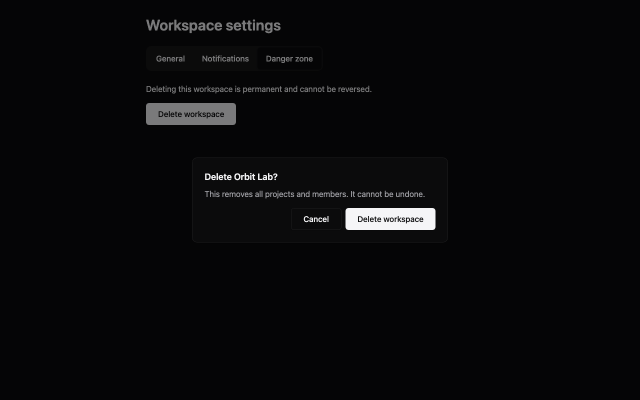 Workspace settings
General Notifications Danger zone
Deleting this workspace is permanent and cannot be reversed.
Delete workspace
Delete Orbit Lab?
This removes all projects and members. It cannot be undone.
Cancel Delete workspace